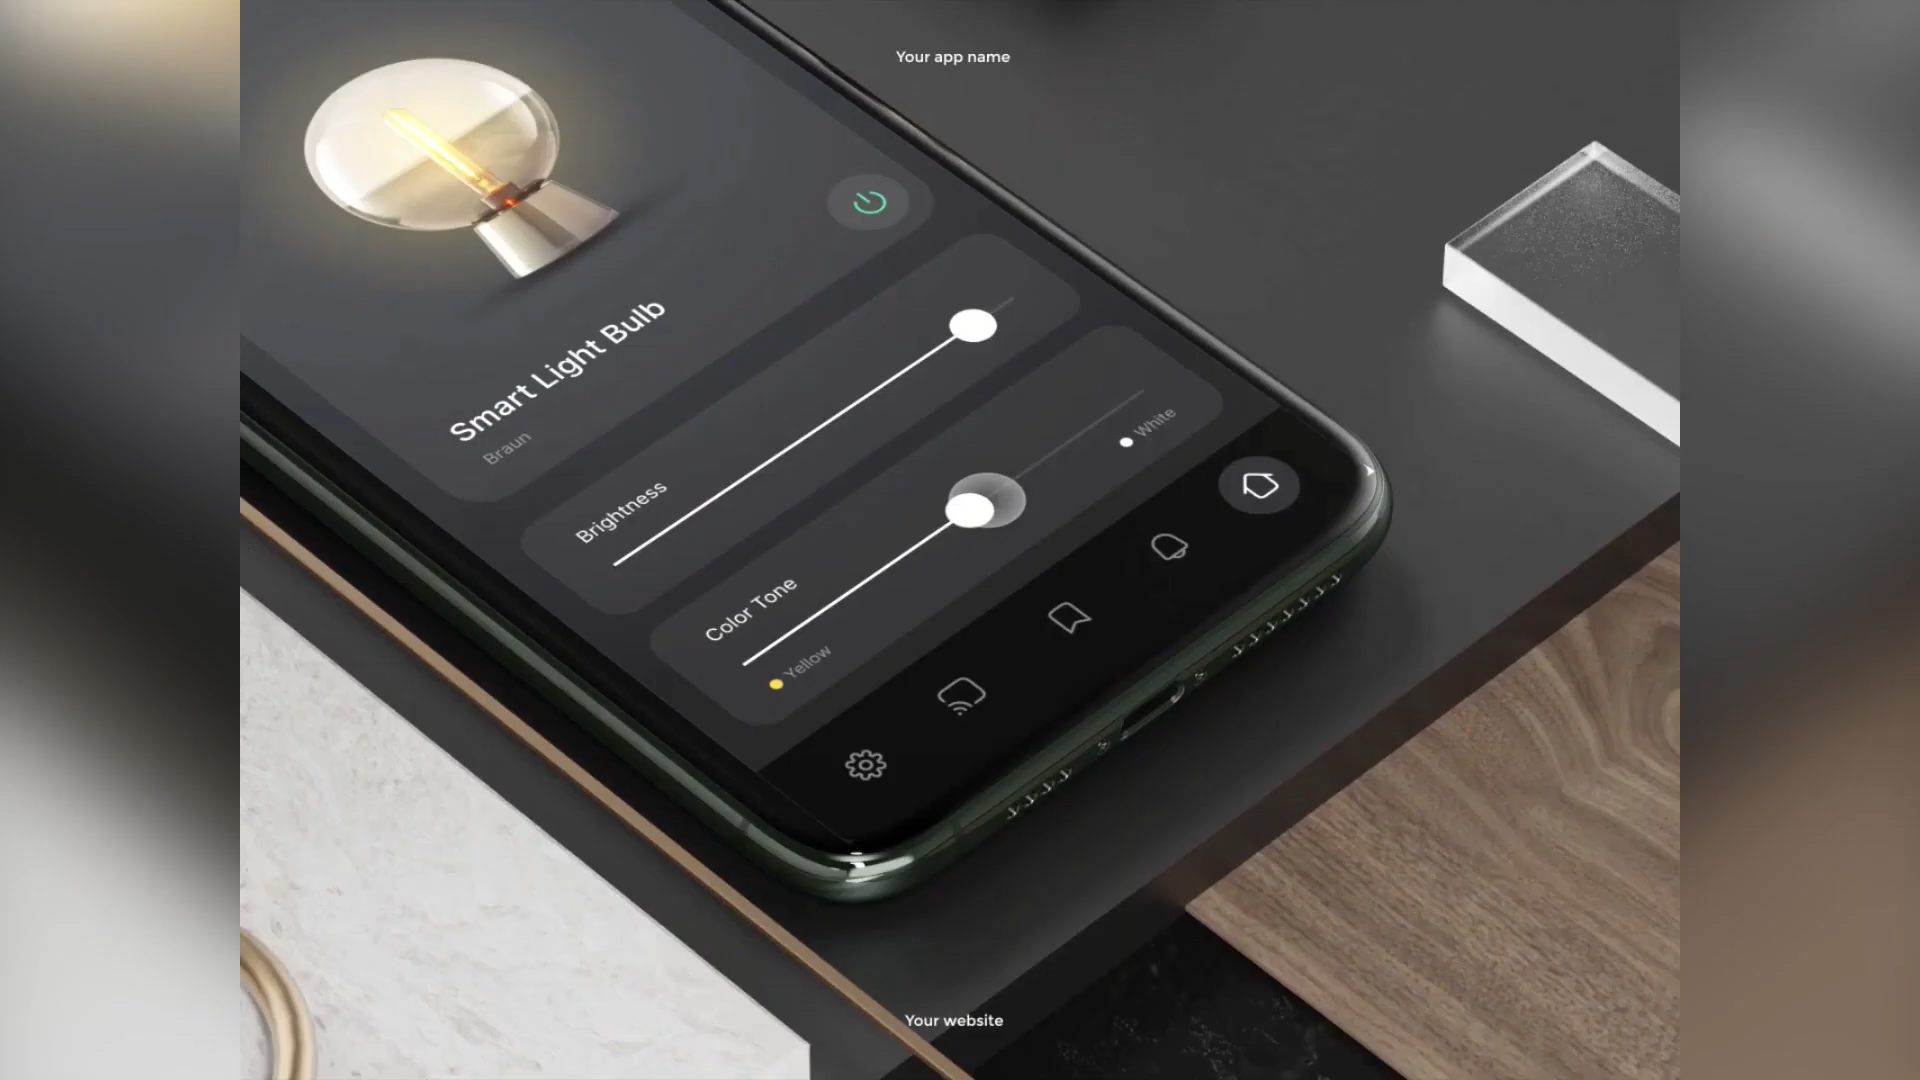 Your app name
Smart Light Bulb
Braun
Brightness
Color Tone
Yellow
White
Your website